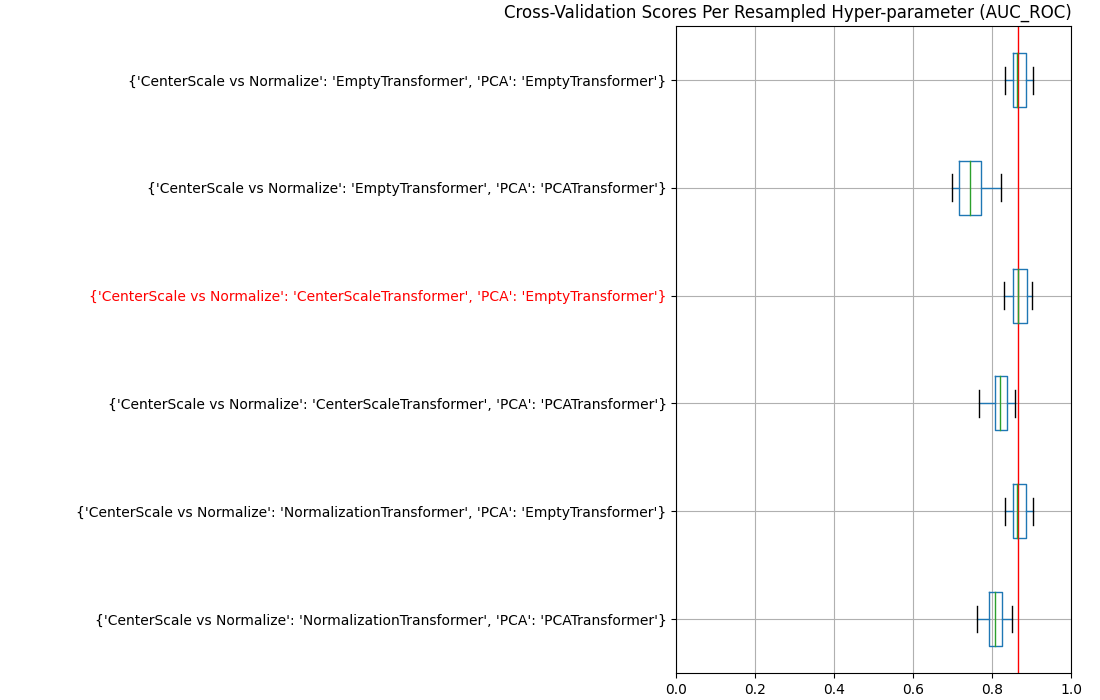 Cross-Validation Scores Per Resampled Hyper-parameter (AUC_ROC)
{'CenterScale vs Normalize': 'EmptyTransformer', 'PCA': 'EmptyTransformer'}
{'CenterScale vs Normalize': 'EmptyTransformer', 'PCA': 'PCATransformer'}
{'CenterScale vs Normalize': 'CenterScaleTransformer', 'PCA': 'EmptyTransformer'}
{'CenterScale vs Normalize': 'CenterScaleTransformer', 'PCA': 'PCATransformer'}
{'CenterScale vs Normalize': 'NormalizationTransformer', 'PCA': 'EmptyTransformer'}
{'CenterScale vs Normalize': 'NormalizationTransformer', 'PCA': 'PCATransformer'}
0.0 0.2 0.4 0.6 0.8 1.0